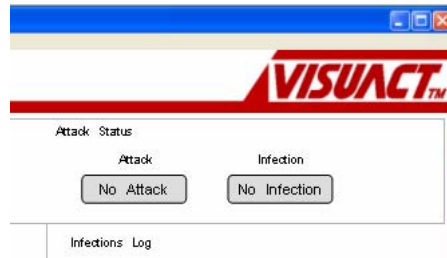 VISUACT TM
Attack Status
Attack Infection
No Attack No Infection
Infections Log